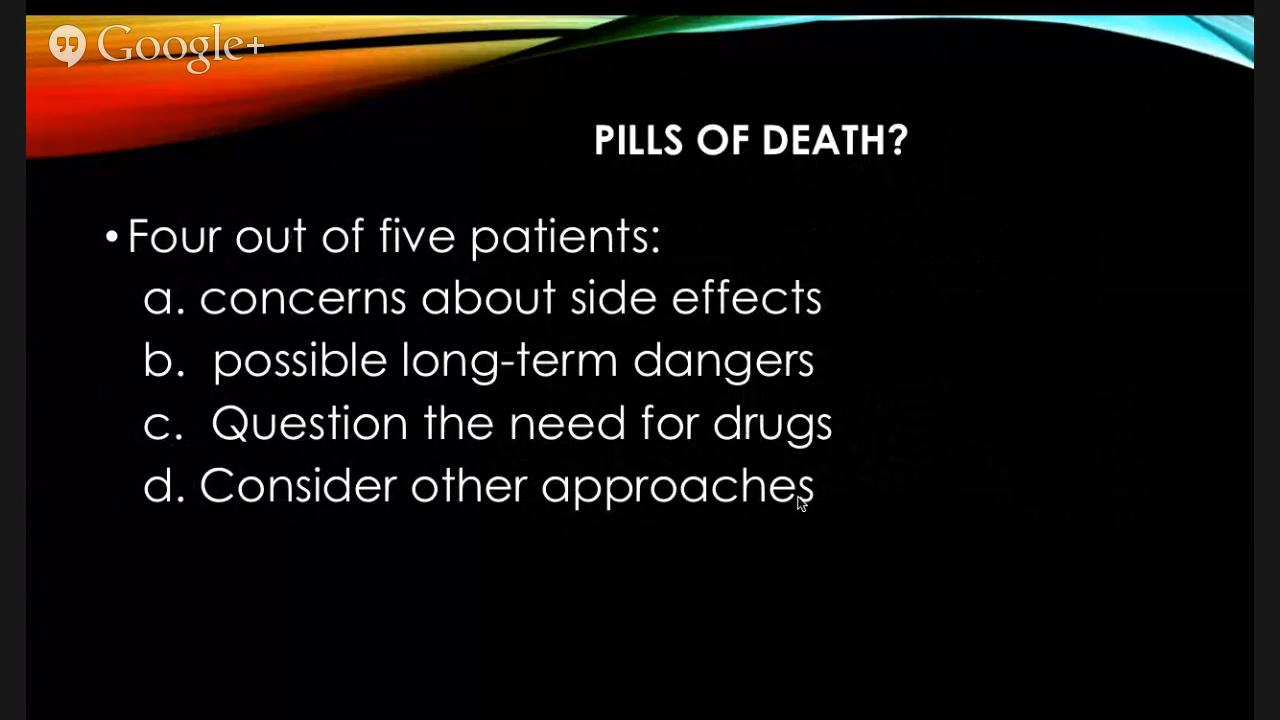 Google+
PILLS OF DEATH?
• Four out of five patients:
a. concerns about side effects
b. possible long-term dangers
c. Question the need for drugs
d. Consider other approaches